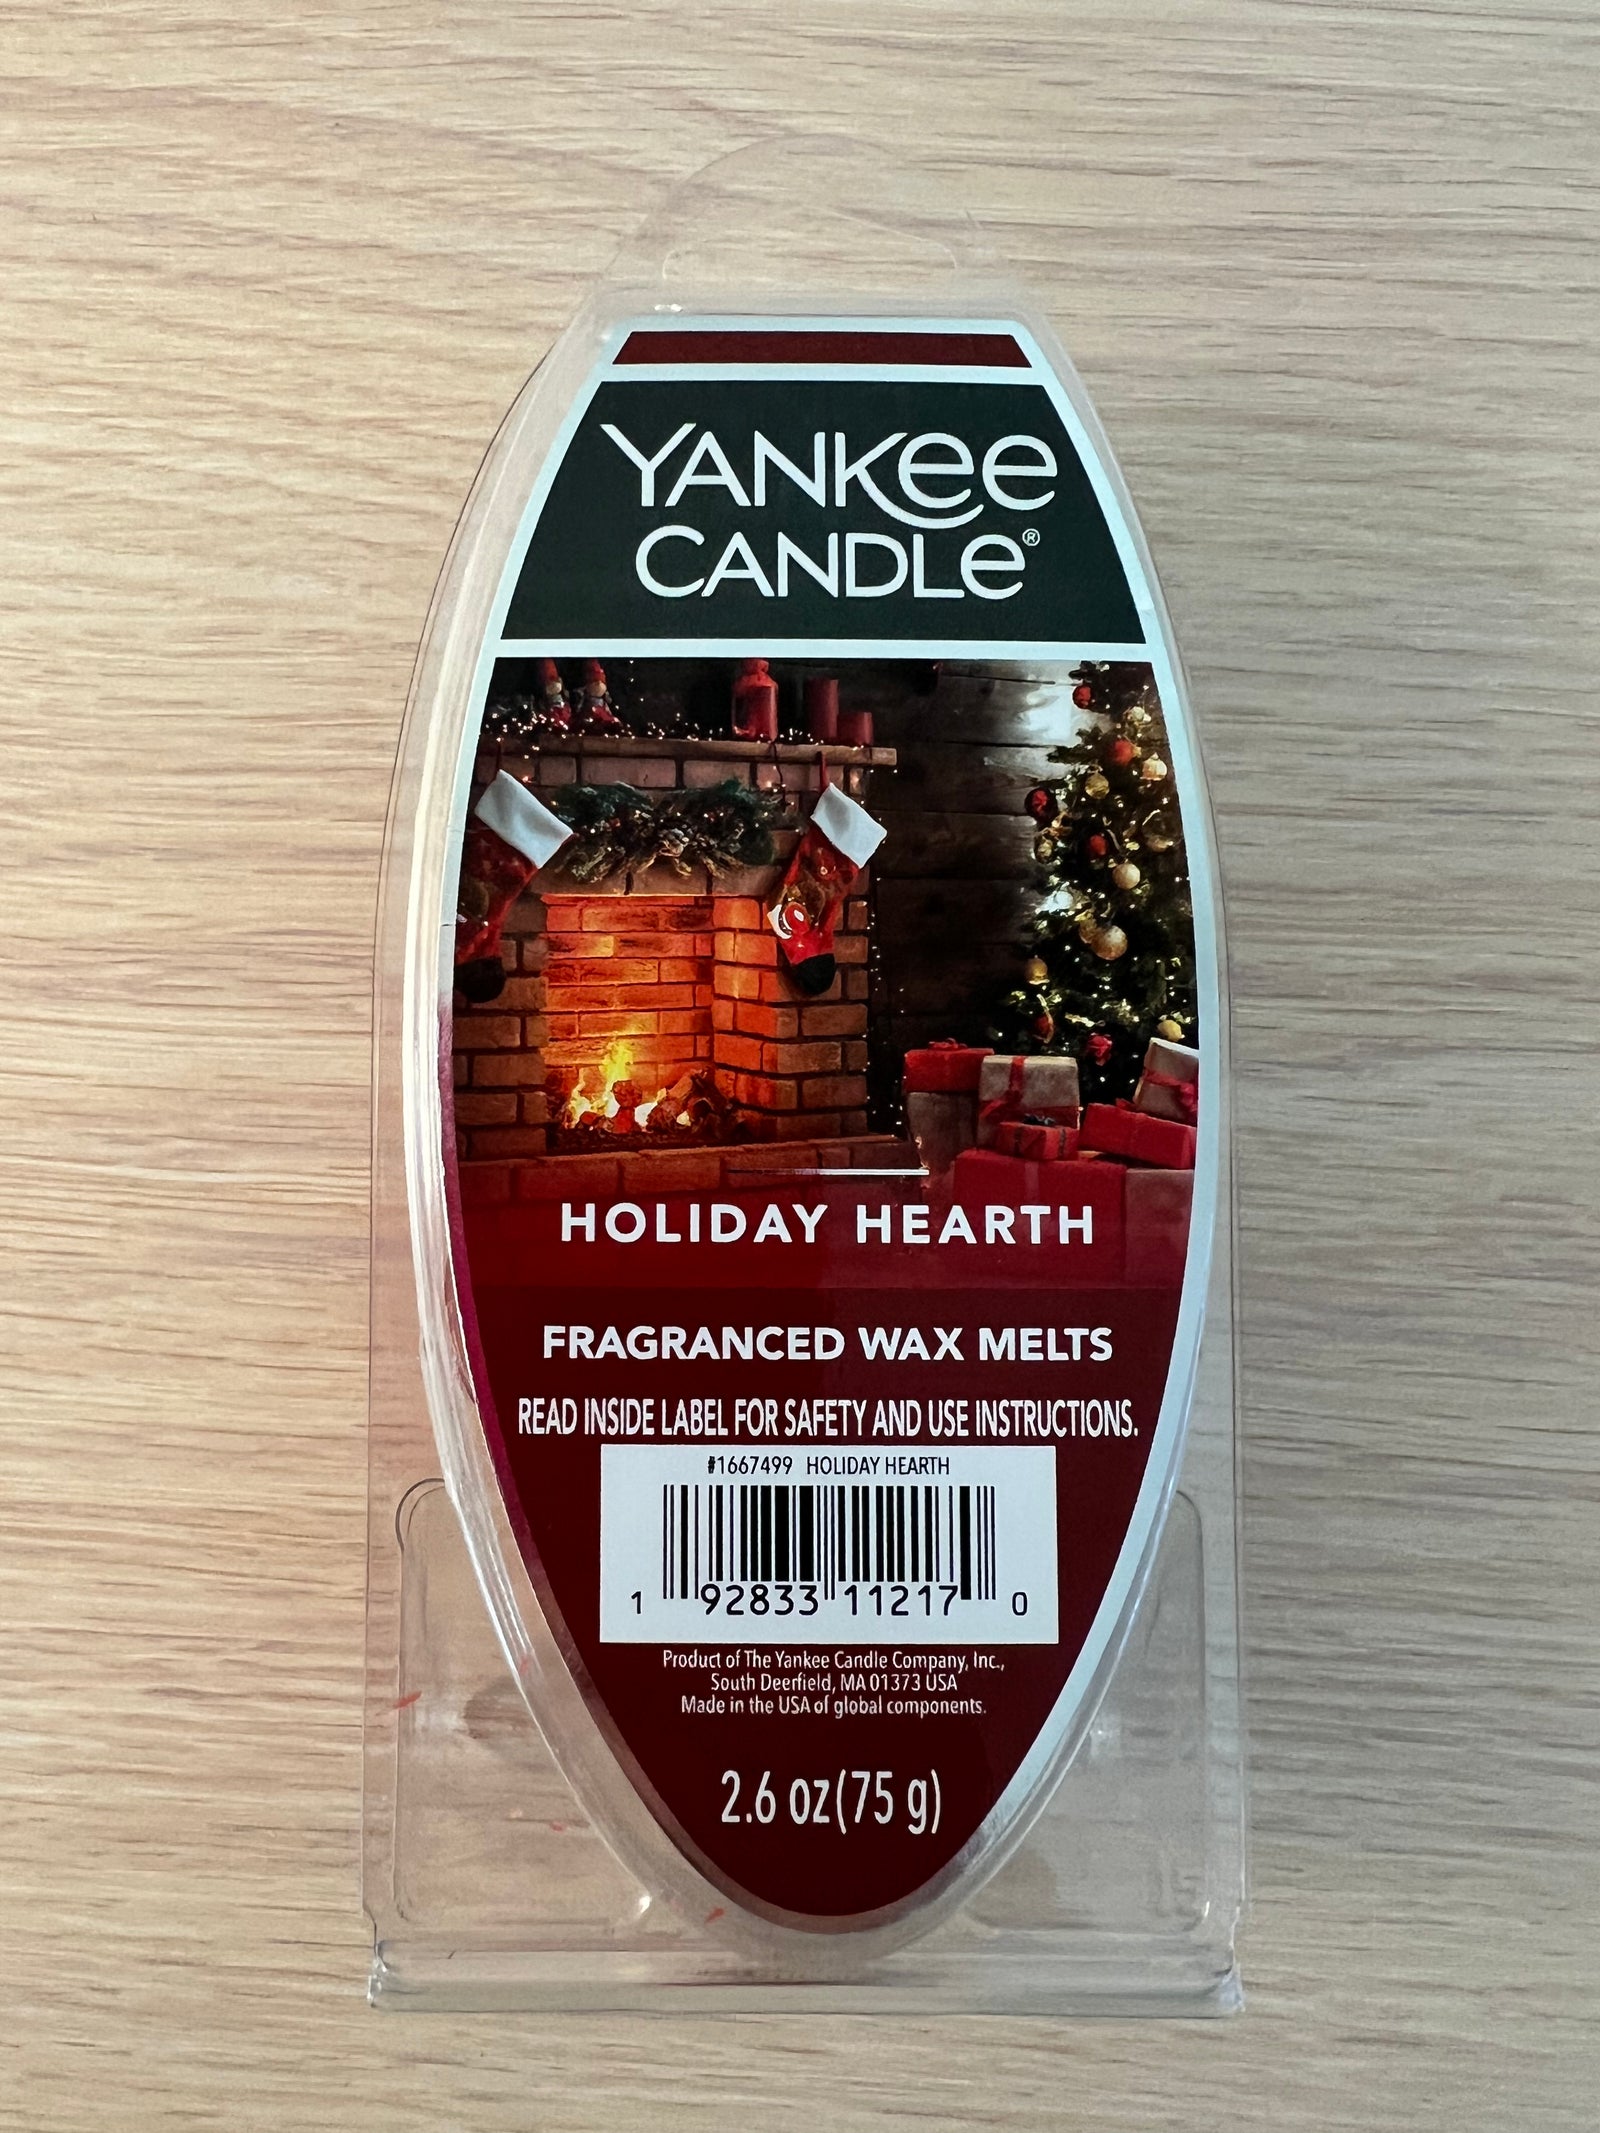 YANKEE
CANDLE®
HOLIDAY HEARTH
FRAGRANCED WAX MELTS
READ INSIDE LABEL FOR SAFETY AND USE INSTRUCTIONS.
#1667499 HOLIDAY HEARTH
1 92833 11217 0
Product of The Yankee Candle Company, Inc.,
South Deerfield, MA 01373 USA
Made in the USA of global components.
2.6 oz(75 g)